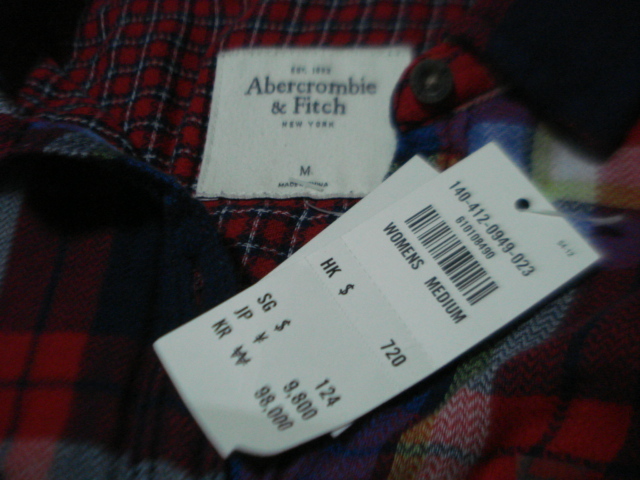 EST. 1892
Abercrombie
& Fitch
NEW YORK
M
140-412-0949-023
610108490
WOMENS MEDIUM
HK $ 720
SG $ 124
JP ¥ 9,800
KR ₩ 98,000